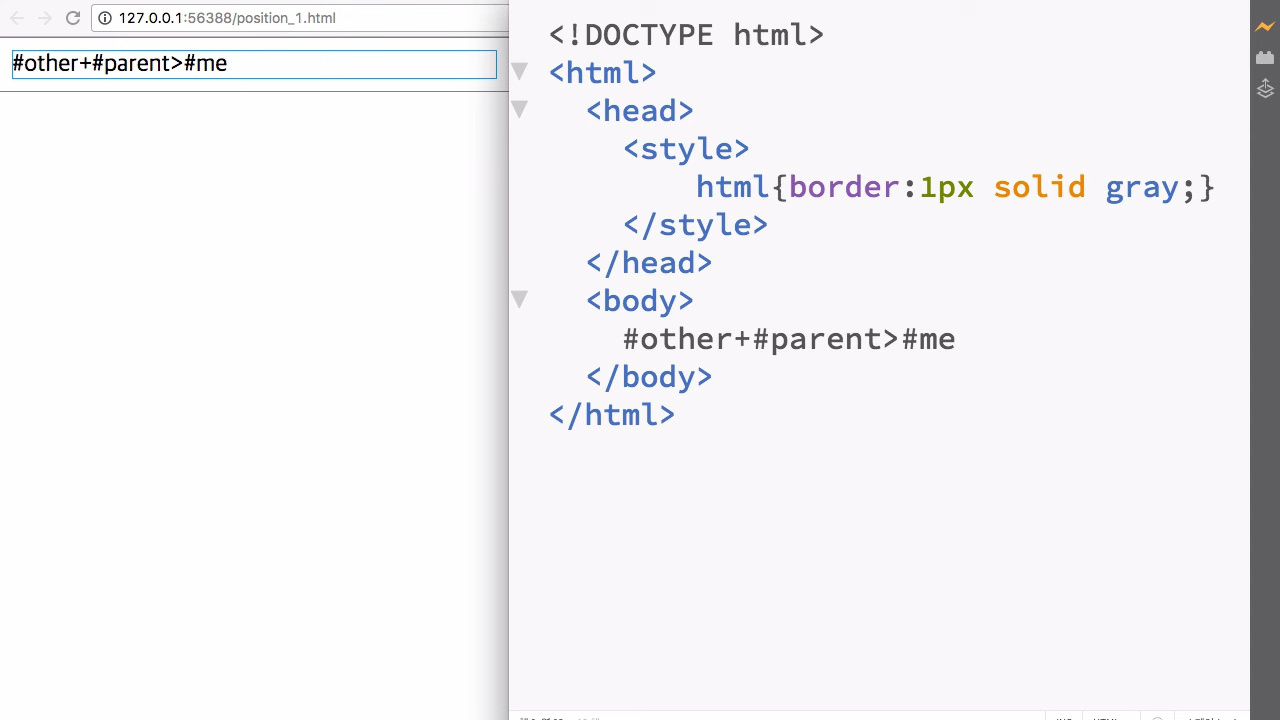 127.0.0.1:56388/position_1.html
#other+#parent>#me
<!DOCTYPE html>
<html>
<head>
<style>
html{border:1px solid gray;}
</style>
</head>
<body>
#other+#parent>#me
</body>
</html>